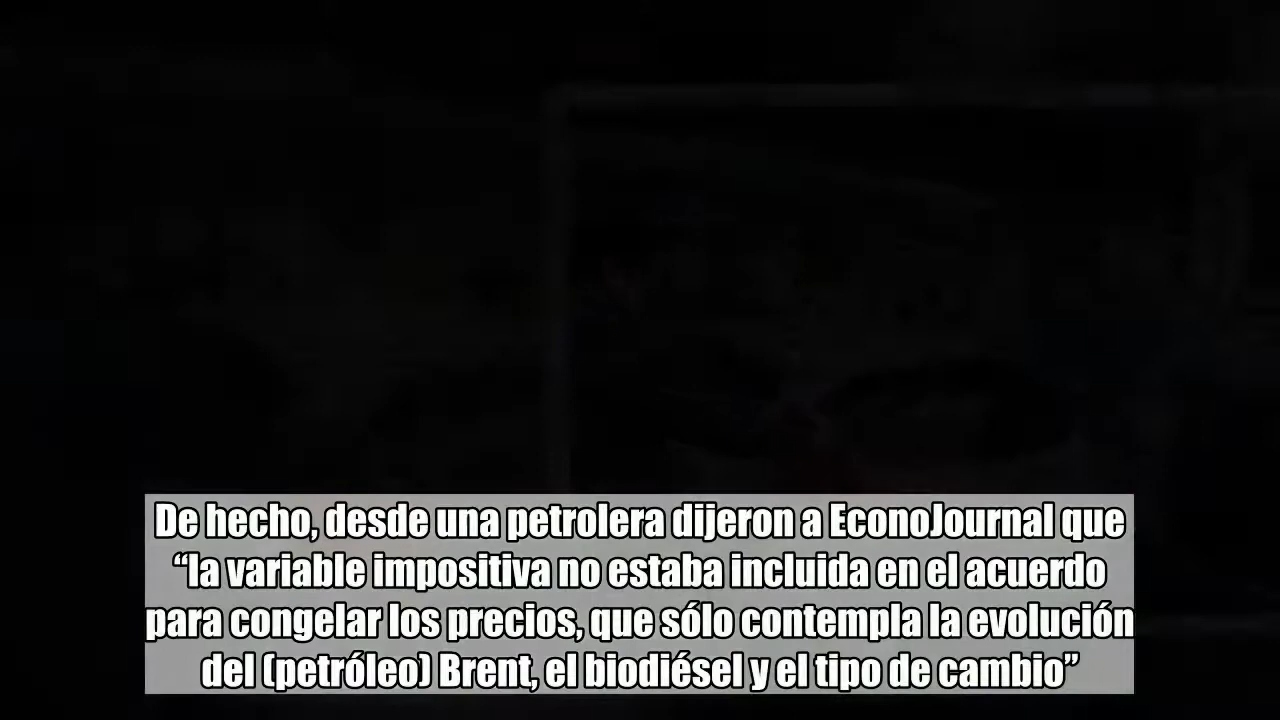 De hecho, desde una petrolera dijeron a EconoJournal que
“la variable impositiva no estaba incluida en el acuerdo
para congelar los precios, que sólo contempla la evolución
del (petróleo) Brent, el biodiésel y el tipo de cambio”